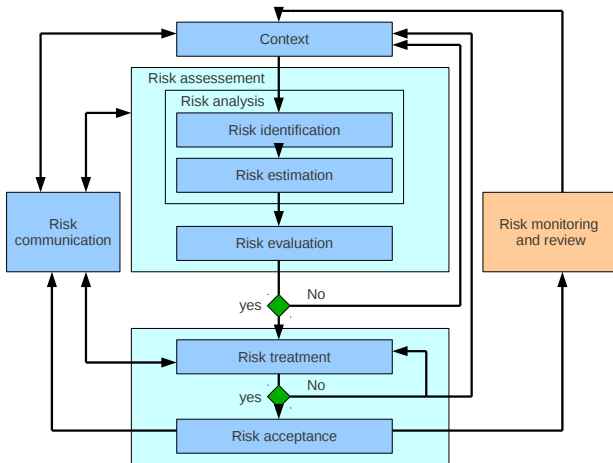 Context
Risk assessement
Risk analysis
Risk identification
Risk estimation
Risk
communication
Risk monitoring
and review
Risk evaluation
yes
No
Risk treatment
yes
No
Risk acceptance